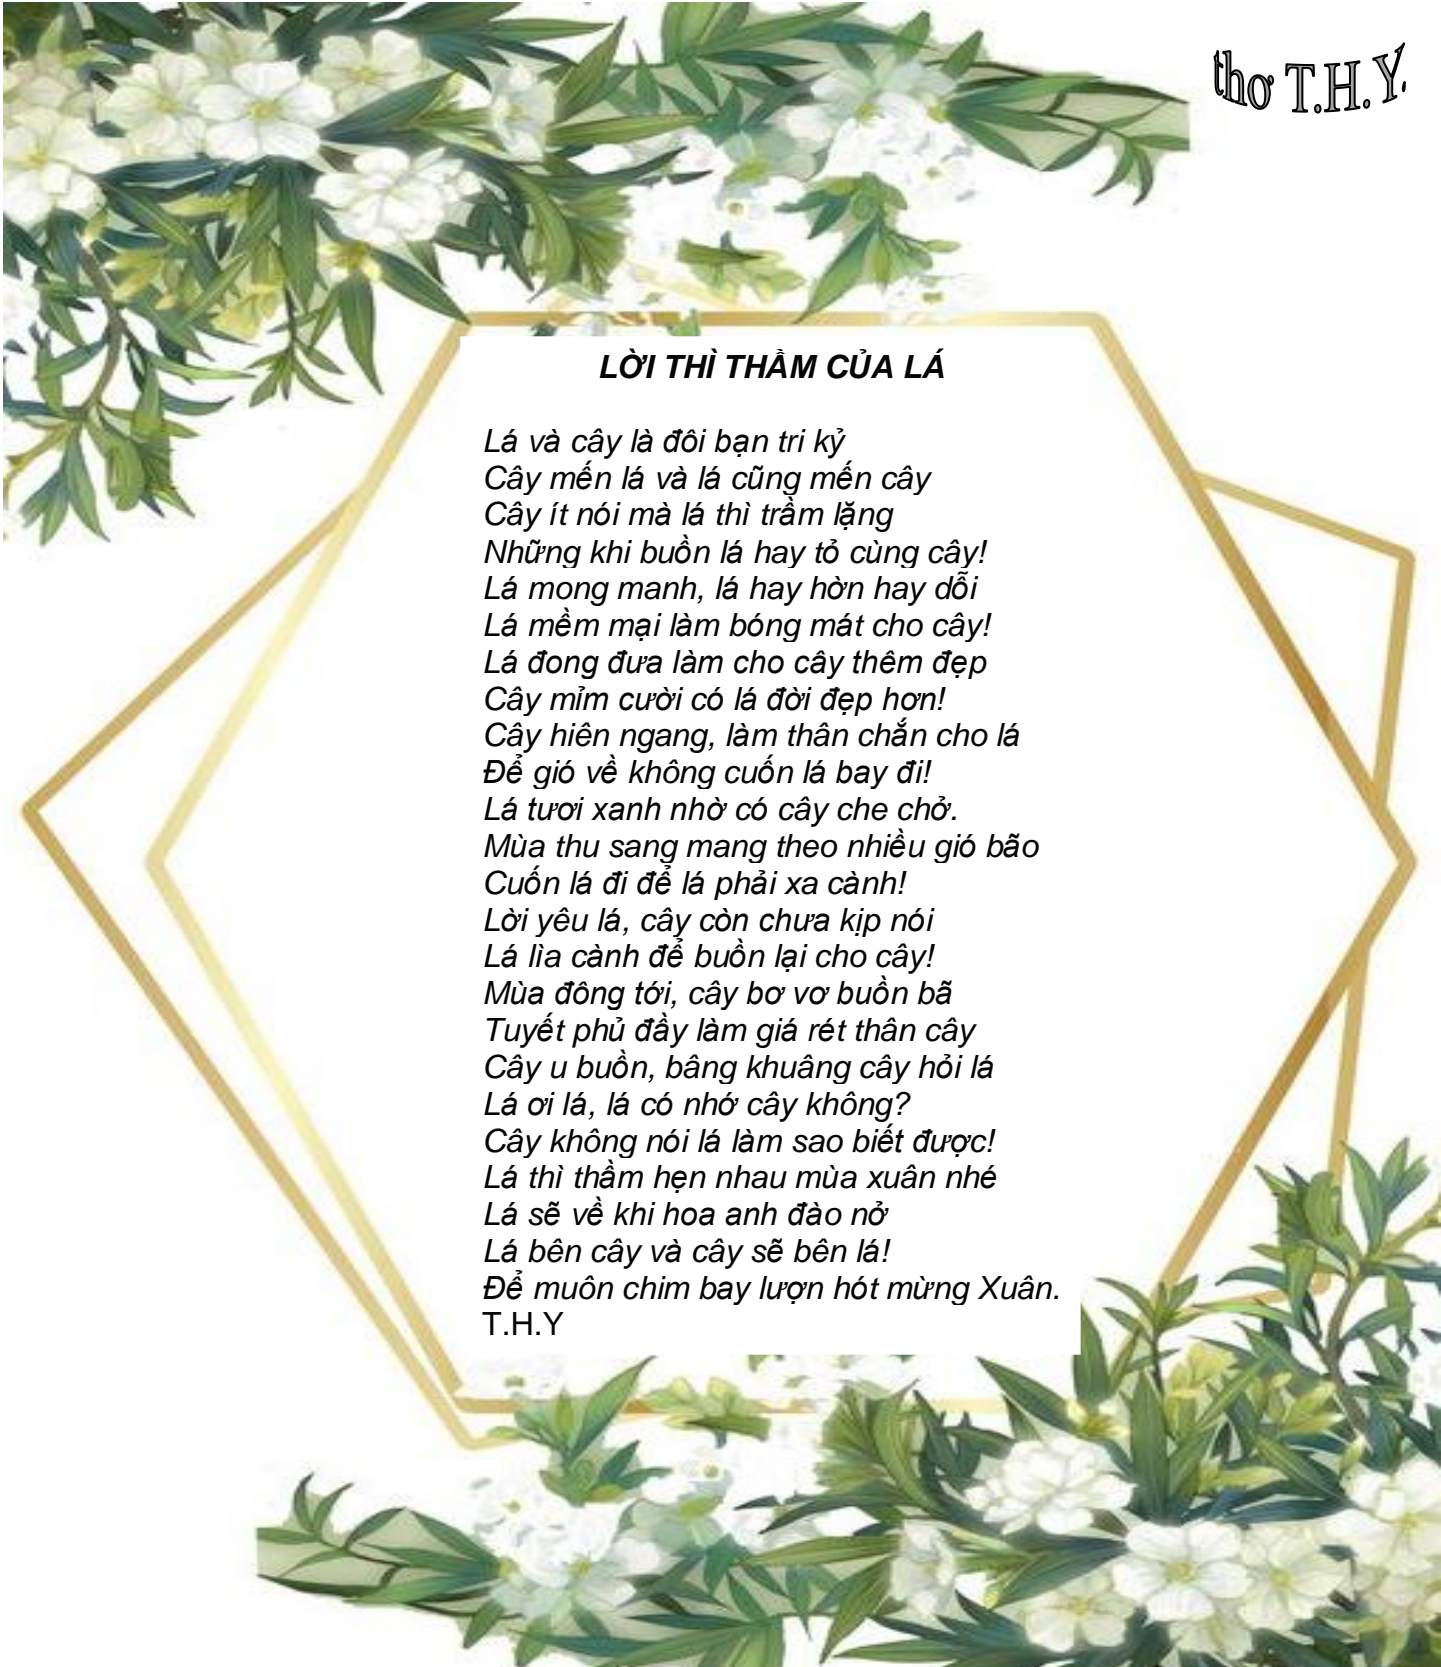 thơ T.H.Y.
LỜI THÌ THẦM CỦA LÁ
Lá và cây là đôi bạn tri kỷ
Cây mến lá và lá cũng mến cây
Cây ít nói mà lá thì trầm lặng
Những khi buồn lá hay tỏ cùng cây!
Lá mong manh, lá hay hờn hay dỗi
Lá mềm mại làm bóng mát cho cây!
Lá đong đưa làm cho cây thêm đẹp
Cây mỉm cười có lá đời đẹp hơn!
Cây hiên ngang, làm thân chắn cho lá
Để gió về không cuốn lá bay đi!
Lá tươi xanh nhờ có cây che chở.
Mùa thu sang mang theo nhiều gió bão
Cuốn lá đi để lá phải xa cành!
Lời yêu lá, cây còn chưa kịp nói
Lá lìa cành để buồn lại cho cây!
Mùa đông tới, cây bơ vơ buồn bã
Tuyết phủ đầy làm giá rét thân cây
Cây u buồn, bâng khuâng cây hỏi lá
Lá ơi lá, lá có nhớ cây không?
Cây không nói lá làm sao biết được!
Lá thì thầm hẹn nhau mùa xuân nhé
Lá sẽ về khi hoa anh đào nở
Lá bên cây và cây sẽ bên lá!
Để muôn chim bay lượn hót mừng Xuân.
T.H.Y